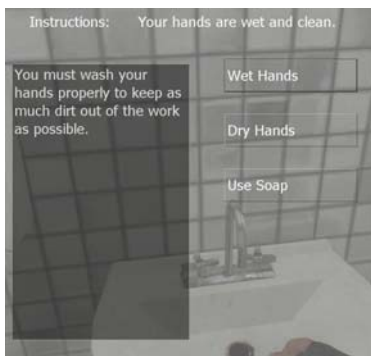 Instructions: Your hands are wet and clean.
You must wash your
hands properly to keep as
much dirt out of the work
as possible.
Wet Hands
Dry Hands
Use Soap